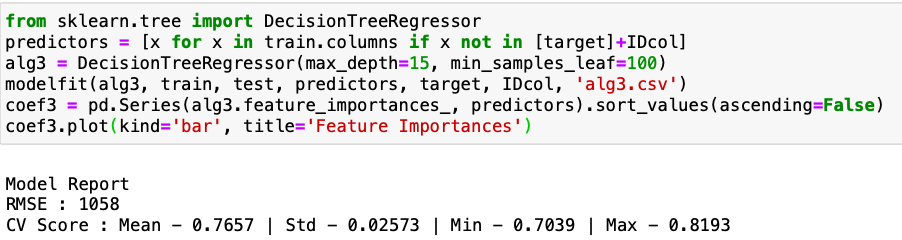 from sklearn.tree import DecisionTreeRegressor
predictors = [x for x in train.columns if x not in [target]+IDcol]
alg3 = DecisionTreeRegressor(max_depth=15, min_samples_leaf=100)
modelfit(alg3, train, test, predictors, target, IDcol, 'alg3.csv')
coef3 = pd.Series(alg3.feature_importances_, predictors).sort_values(ascending=False)
coef3.plot(kind='bar', title='Feature Importances')
Model Report
RMSE : 1058
CV Score : Mean - 0.7657 | Std - 0.02573 | Min - 0.7039 | Max - 0.8193